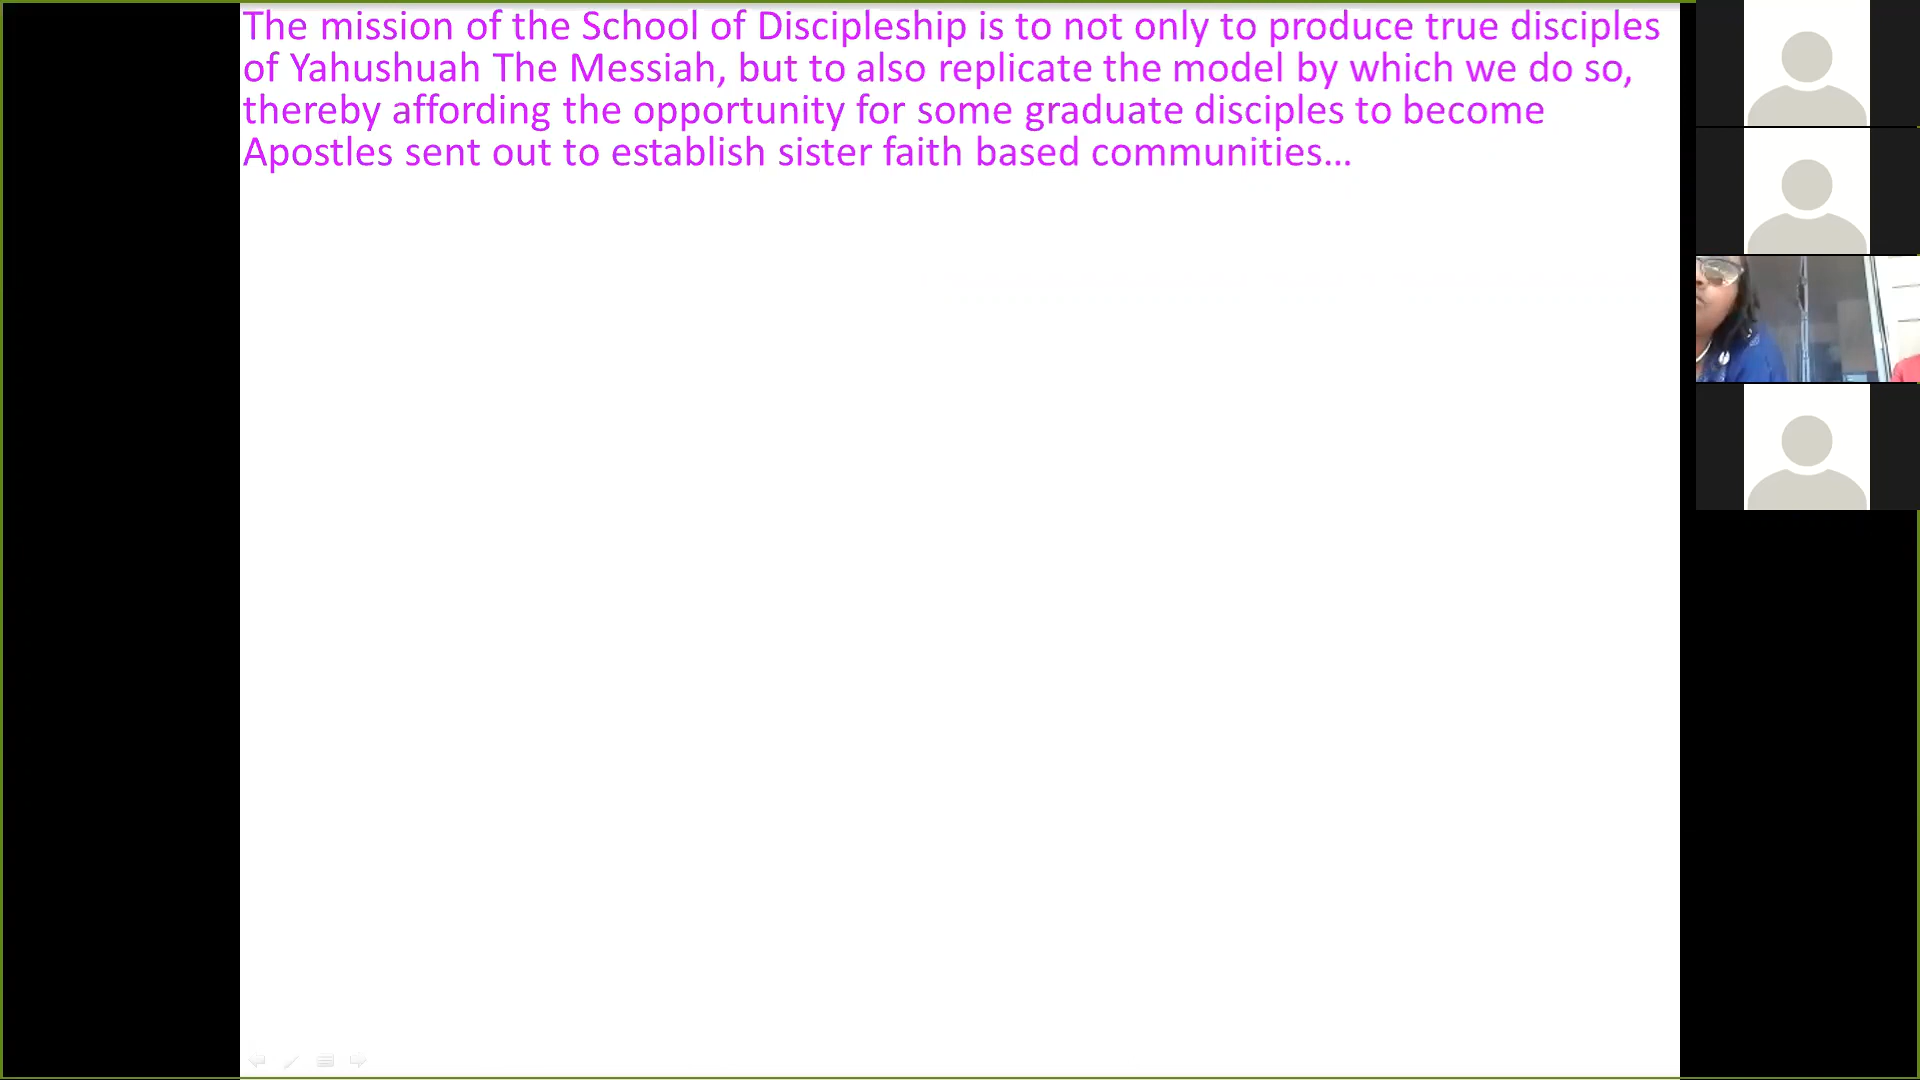 The mission of the School of Discipleship is to not only to produce true disciples
of Yahushuah The Messiah, but to also replicate the model by which we do so,
thereby affording the opportunity for some graduate disciples to become
Apostles sent out to establish sister faith based communities...